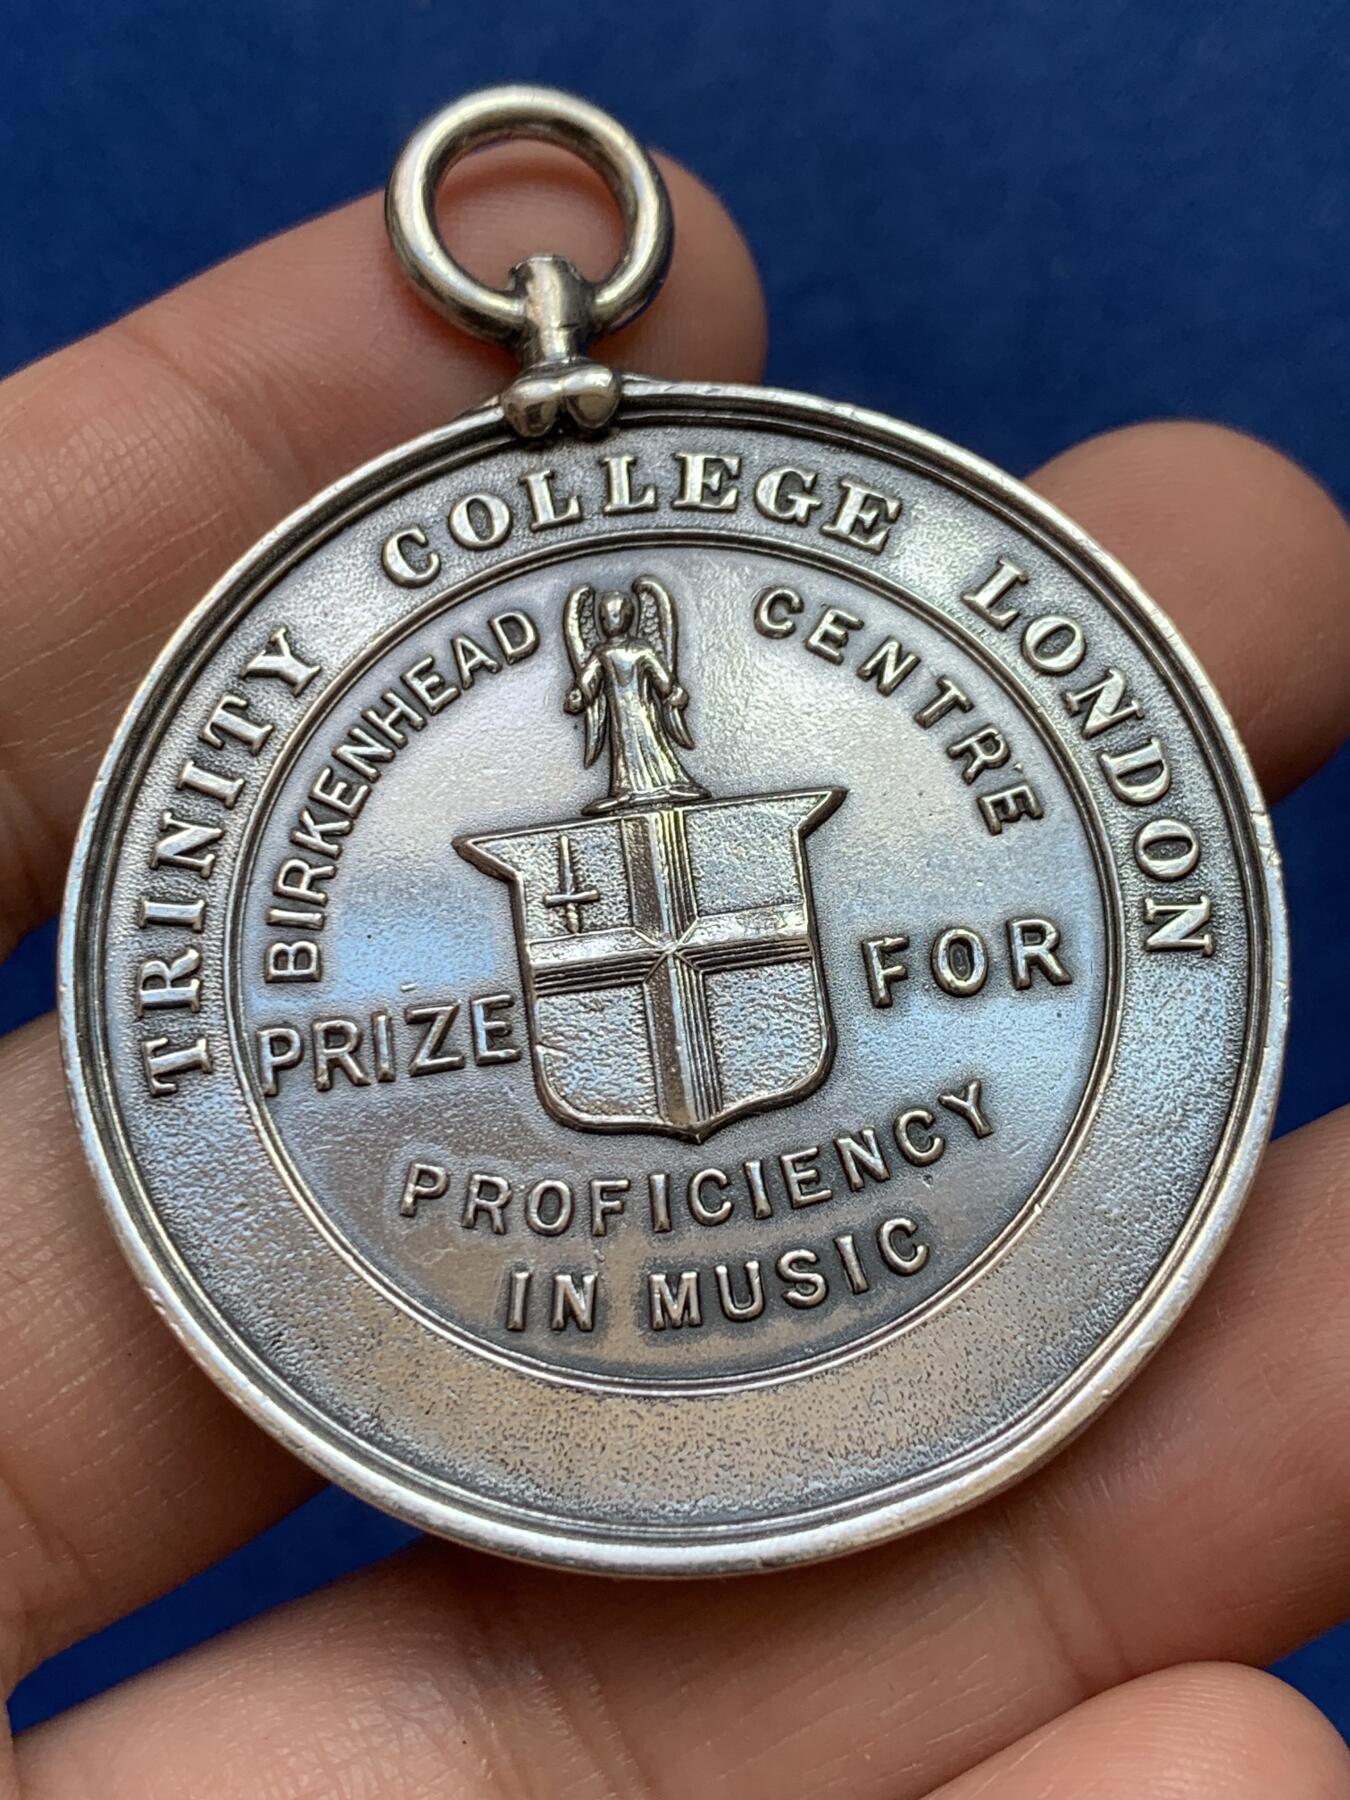 TRINITY COLLEGE LONDON
BIRKENHEAD CENTRE
PRIZE FOR
PROFICIENCY
IN MUSIC